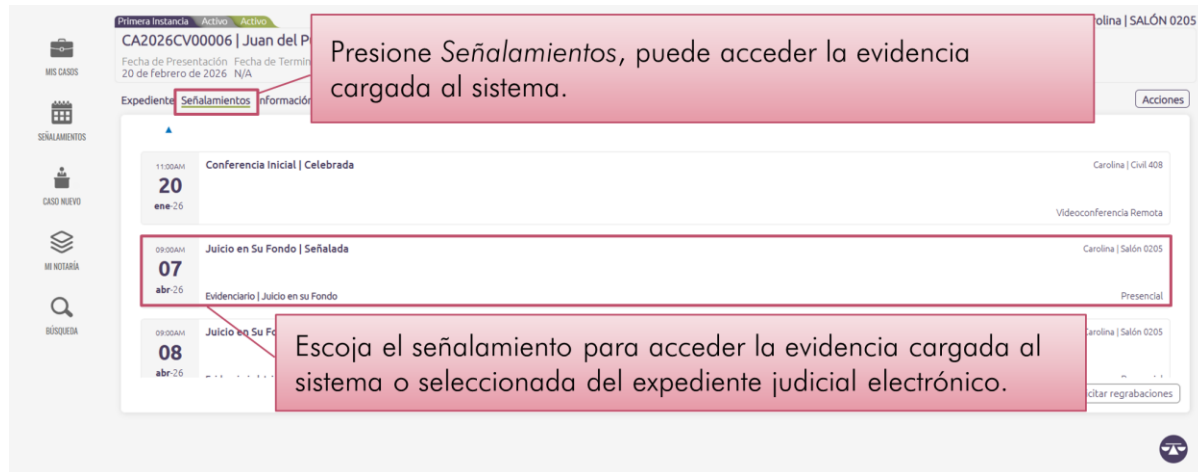 Primera Instancia Activo Activo
CA2026CV00006 | Juan del P
olina | SALÓN 0205
Fecha de Presentación Fecha de Termin
20 de febrero de 2026 N/A
Presione Señalamientos, puede acceder la evidencia
cargada al sistema.
MIS CASOS
SEÑALAMIENTOS
CASO NUEVO
MI NOTARÍA
BÚSQUEDA
Expediente Señalamientos Información
Acciones
11:00AM
20
ene-26
Conferencia Inicial | Celebrada
Carolina | Civil 408
Videoconferencia Remota
09:00AM
07
abr-26
Juicio en Su Fondo | Señalada
Carolina | Salón 0205
Evidenciario | Juicio en su Fondo
Presencial
09:00AM
08
abr-26
Juicio en Su Fo
Carolina | Salón 0205
Escoja el señalamiento para acceder la evidencia cargada al
sistema o seleccionada del expediente judicial electrónico.
citar regrabaciones